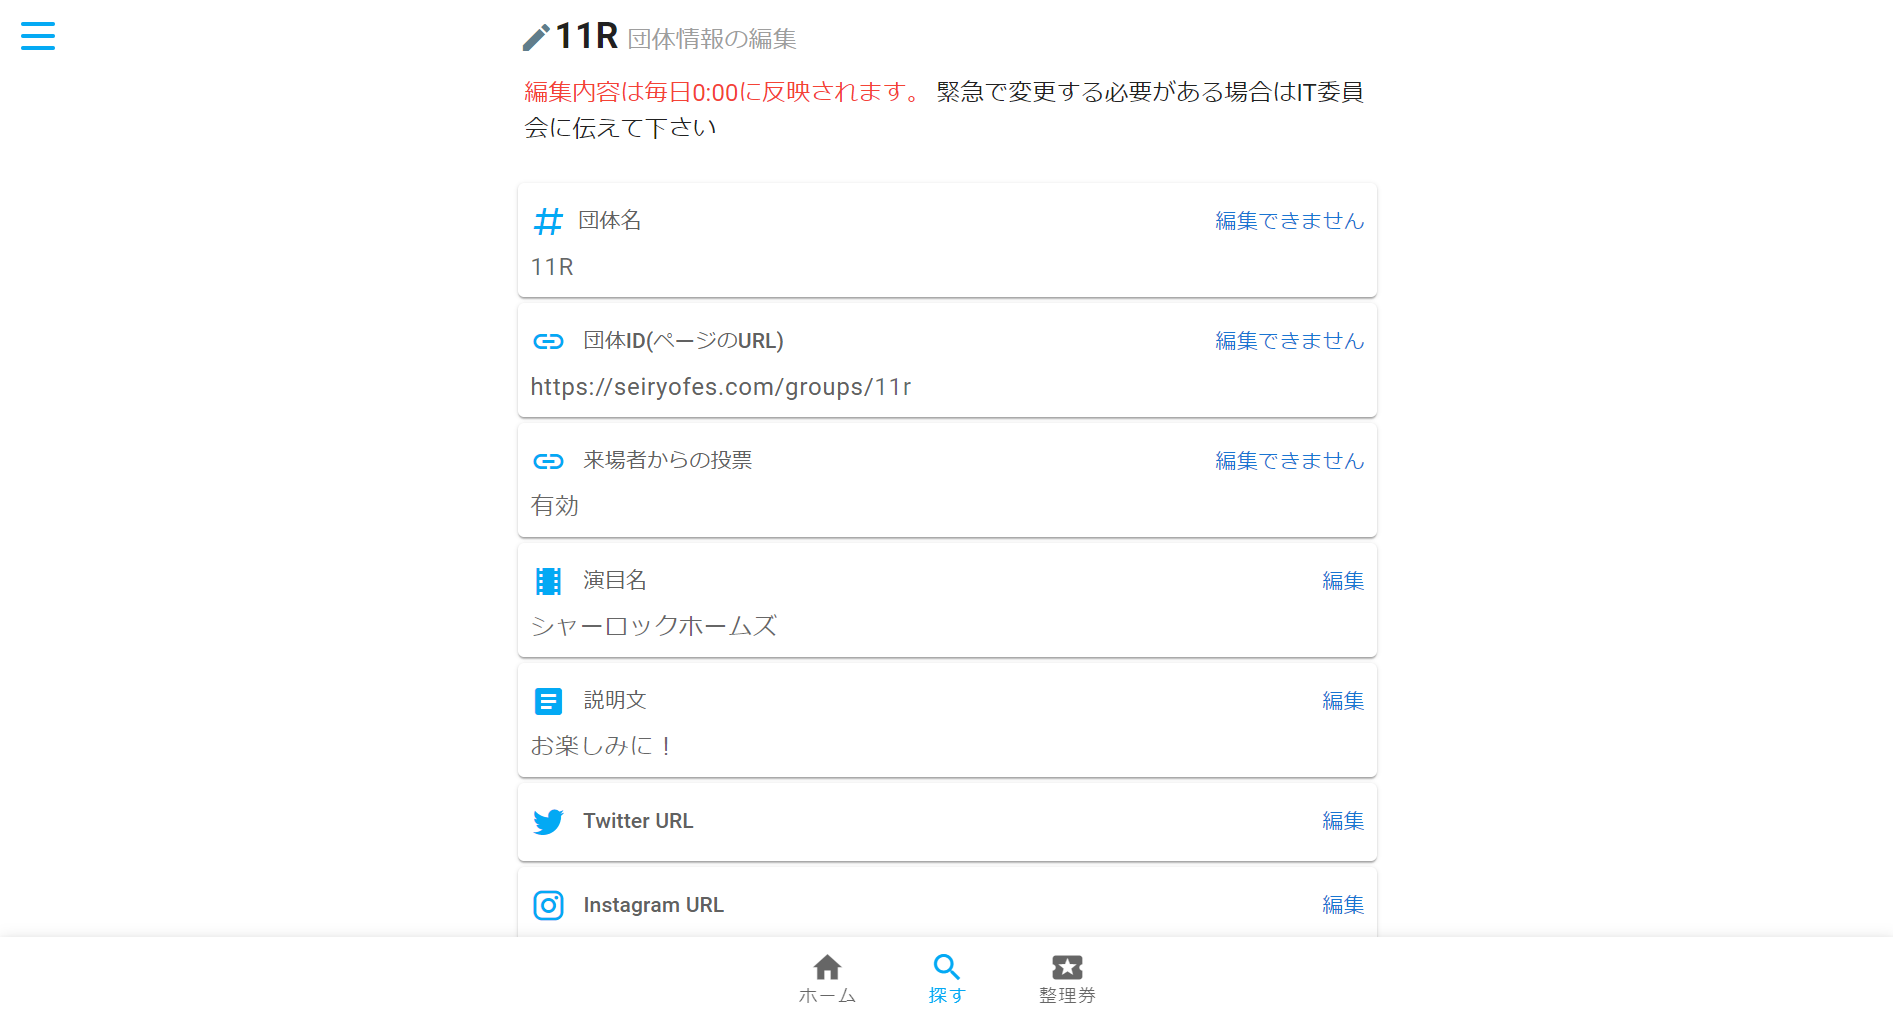 11R 団体情報の編集
編集内容は毎日0:00に反映されます。 緊急で変更する必要がある場合はIT委員
会に伝えて下さい
団体名 編集できません
11R
団体ID(ページのURL) 編集できません
https://seiryofes.com/groups/11r
来場者からの投票 編集できません
有効
演目名 編集
シャーロックホームズ
説明文 編集
お楽しみに！
Twitter URL 編集
Instagram URL 編集
ホーム 探す 整理券